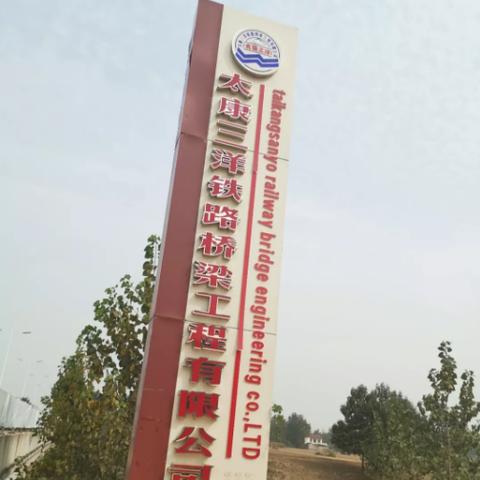 太康三洋铁路桥梁工程有限公司
taikangsanyo railway bridge engineering co.,LTD